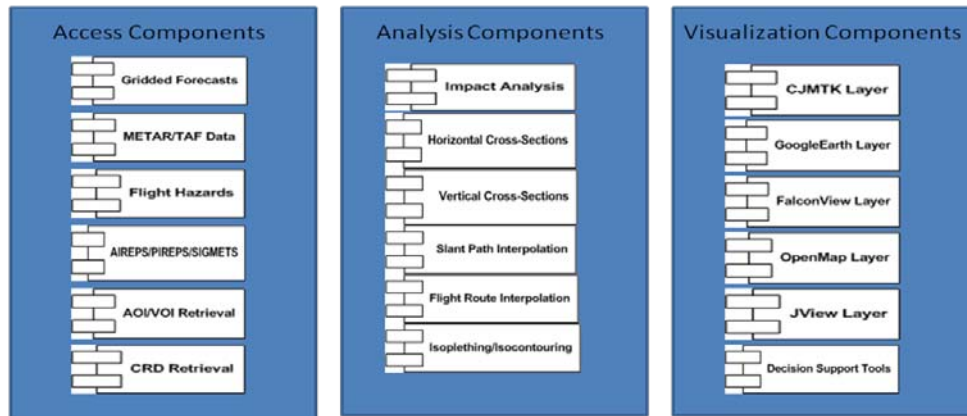 Access Components
Gridded Forecasts
METAR/TAF Data
Flight Hazards
AIREPS/PIREPS/SIGMETS
AOI/VOI Retrieval
CRD Retrieval
Analysis Components
Impact Analysis
Horizontal Cross-Sections
Vertical Cross-Sections
Slant Path Interpolation
Flight Route Interpolation
Isoplething/Isocontouring
Visualization Components
CJMTK Layer
GoogleEarth Layer
FalconView Layer
OpenMap Layer
JView Layer
Decision Support Tools